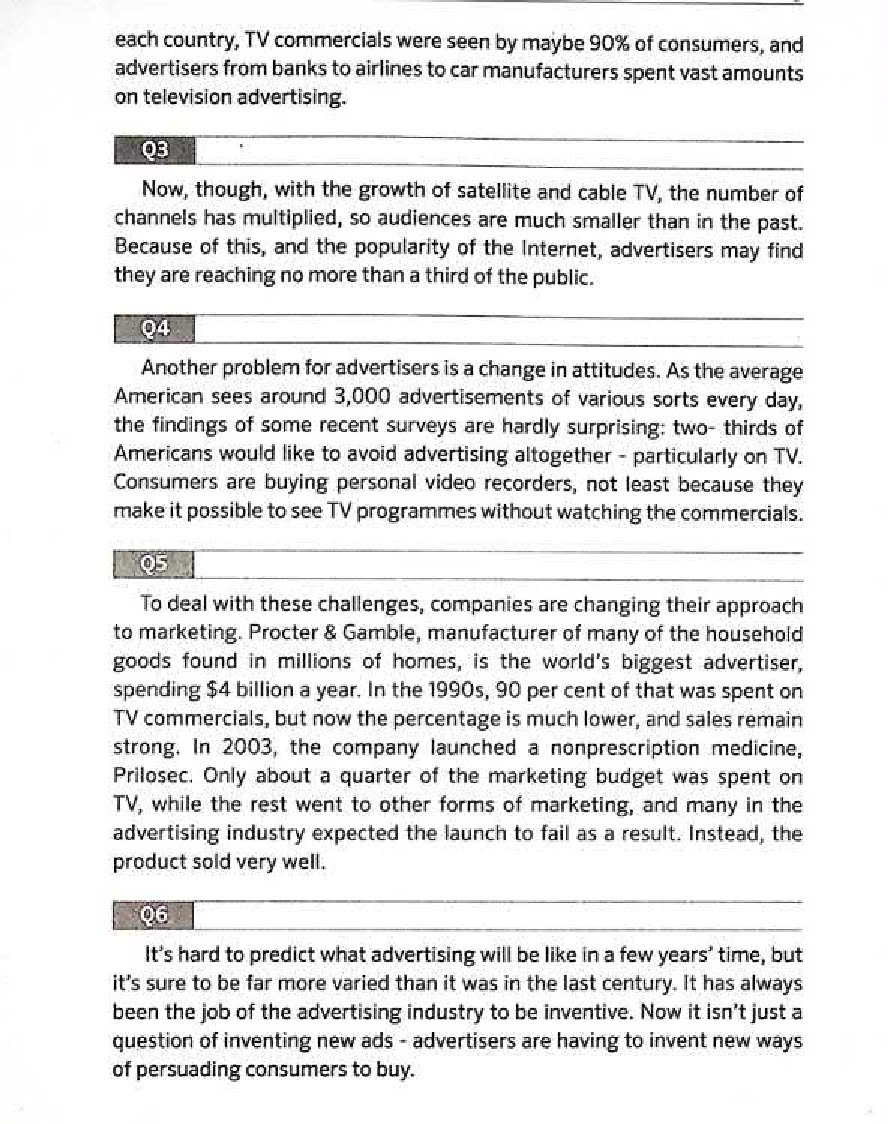 each country, TV commercials were seen by maybe 90% of consumers, and
advertisers from banks to airlines to car manufacturers spent vast amounts
on television advertising.
Q3
Now, though, with the growth of satellite and cable TV, the number of
channels has multiplied, so audiences are much smaller than in the past.
Because of this, and the popularity of the Internet, advertisers may find
they are reaching no more than a third of the public.
Q4
Another problem for advertisers is a change in attitudes. As the average
American sees around 3,000 advertisements of various sorts every day,
the findings of some recent surveys are hardly surprising: two- thirds of
Americans would like to avoid advertising altogether - particularly on TV.
Consumers are buying personal video recorders, not least because they
make it possible to see TV programmes without watching the commercials.
Q5
To deal with these challenges, companies are changing their approach
to marketing. Procter & Gamble, manufacturer of many of the household
goods found in millions of homes, is the world's biggest advertiser,
spending $4 billion a year. In the 1990s, 90 per cent of that was spent on
TV commercials, but now the percentage is much lower, and sales remain
strong. In 2003, the company launched a nonprescription medicine,
Prilosec. Only about a quarter of the marketing budget was spent on
TV, while the rest went to other forms of marketing, and many in the
advertising industry expected the launch to fail as a result. Instead, the
product sold very well.
Q6
It's hard to predict what advertising will be like in a few years' time, but
it's sure to be far more varied than it was in the last century. It has always
been the job of the advertising industry to be inventive. Now it isn't just a
question of inventing new ads - advertisers are having to invent new ways
of persuading consumers to buy.